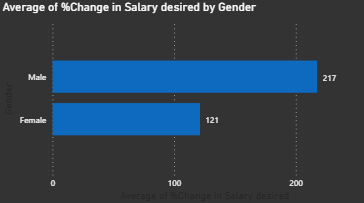 Average of %Change in Salary desired by Gender
Gender
Male
217
Female
121
0 100 200
Average of %Change in Salary desired